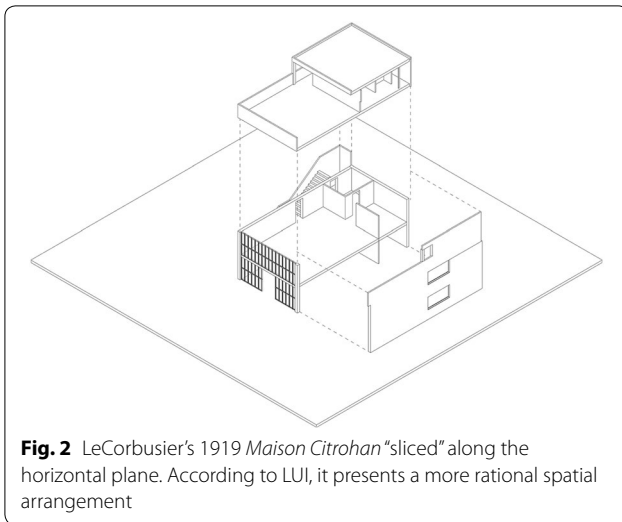 Fig. 2 LeCorbusier's 1919 Maison Citrohan "sliced" along the
horizontal plane. According to LUI, it presents a more rational spatial
arrangement